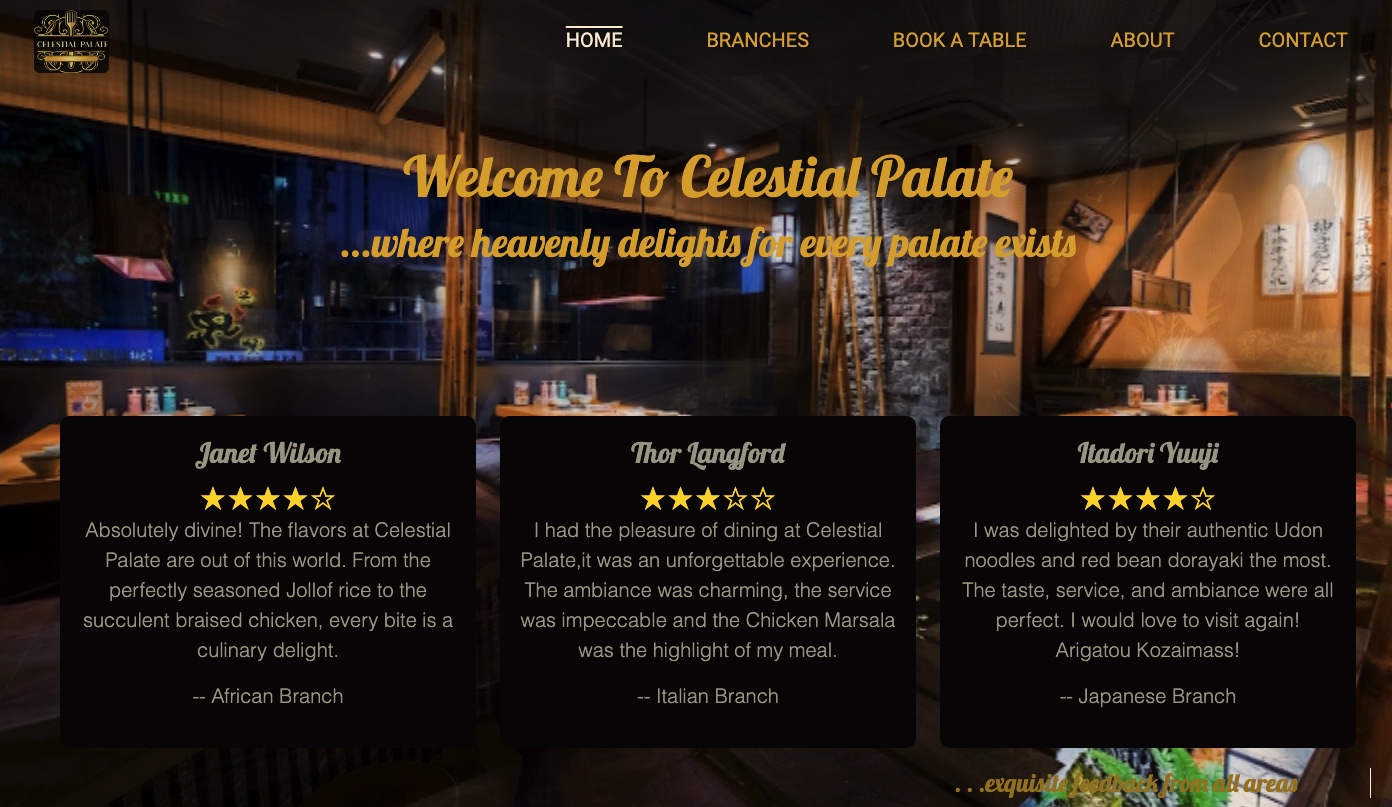 CELESTIAL PALATE
HOME BRANCHES BOOK A TABLE ABOUT CONTACT
Welcome To Celestial Palate
...where heavenly delights for every palate exists
Janet Wilson
★★★★☆
Absolutely divine! The flavors at Celestial
Palate are out of this world. From the
perfectly seasoned Jollof rice to the
succulent braised chicken, every bite is a
culinary delight.
-- African Branch
Thor Langford
★★★☆☆
I had the pleasure of dining at Celestial
Palate,it was an unforgettable experience.
The ambiance was charming, the service
was impeccable and the Chicken Marsala
was the highlight of my meal.
-- Italian Branch
Itadori Yuuji
★★★★☆
I was delighted by their authentic Udon
noodles and red bean dorayaki the most.
The taste, service, and ambiance were all
perfect. I would love to visit again!
Arigatou Kozaimass!
-- Japanese Branch
. . .exquisite feedback from all areas